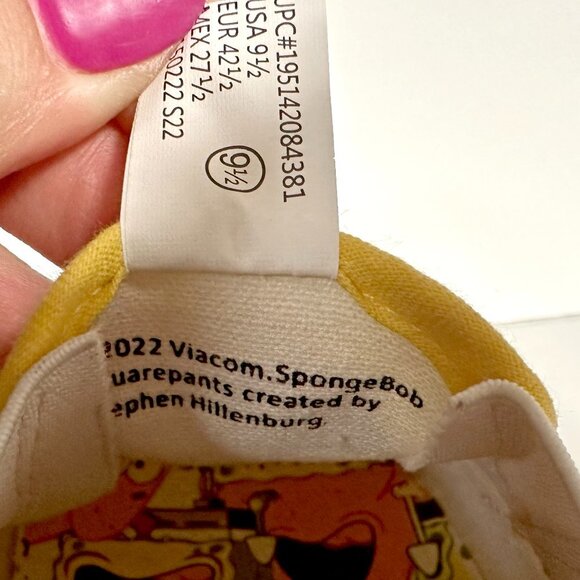 UPC#195142084381
USA 9½
EUR 42½
MEX 27½
50222 S22
9½
2022 Viacom.SpongeBob
uarepants created by
ephen Hillenburg